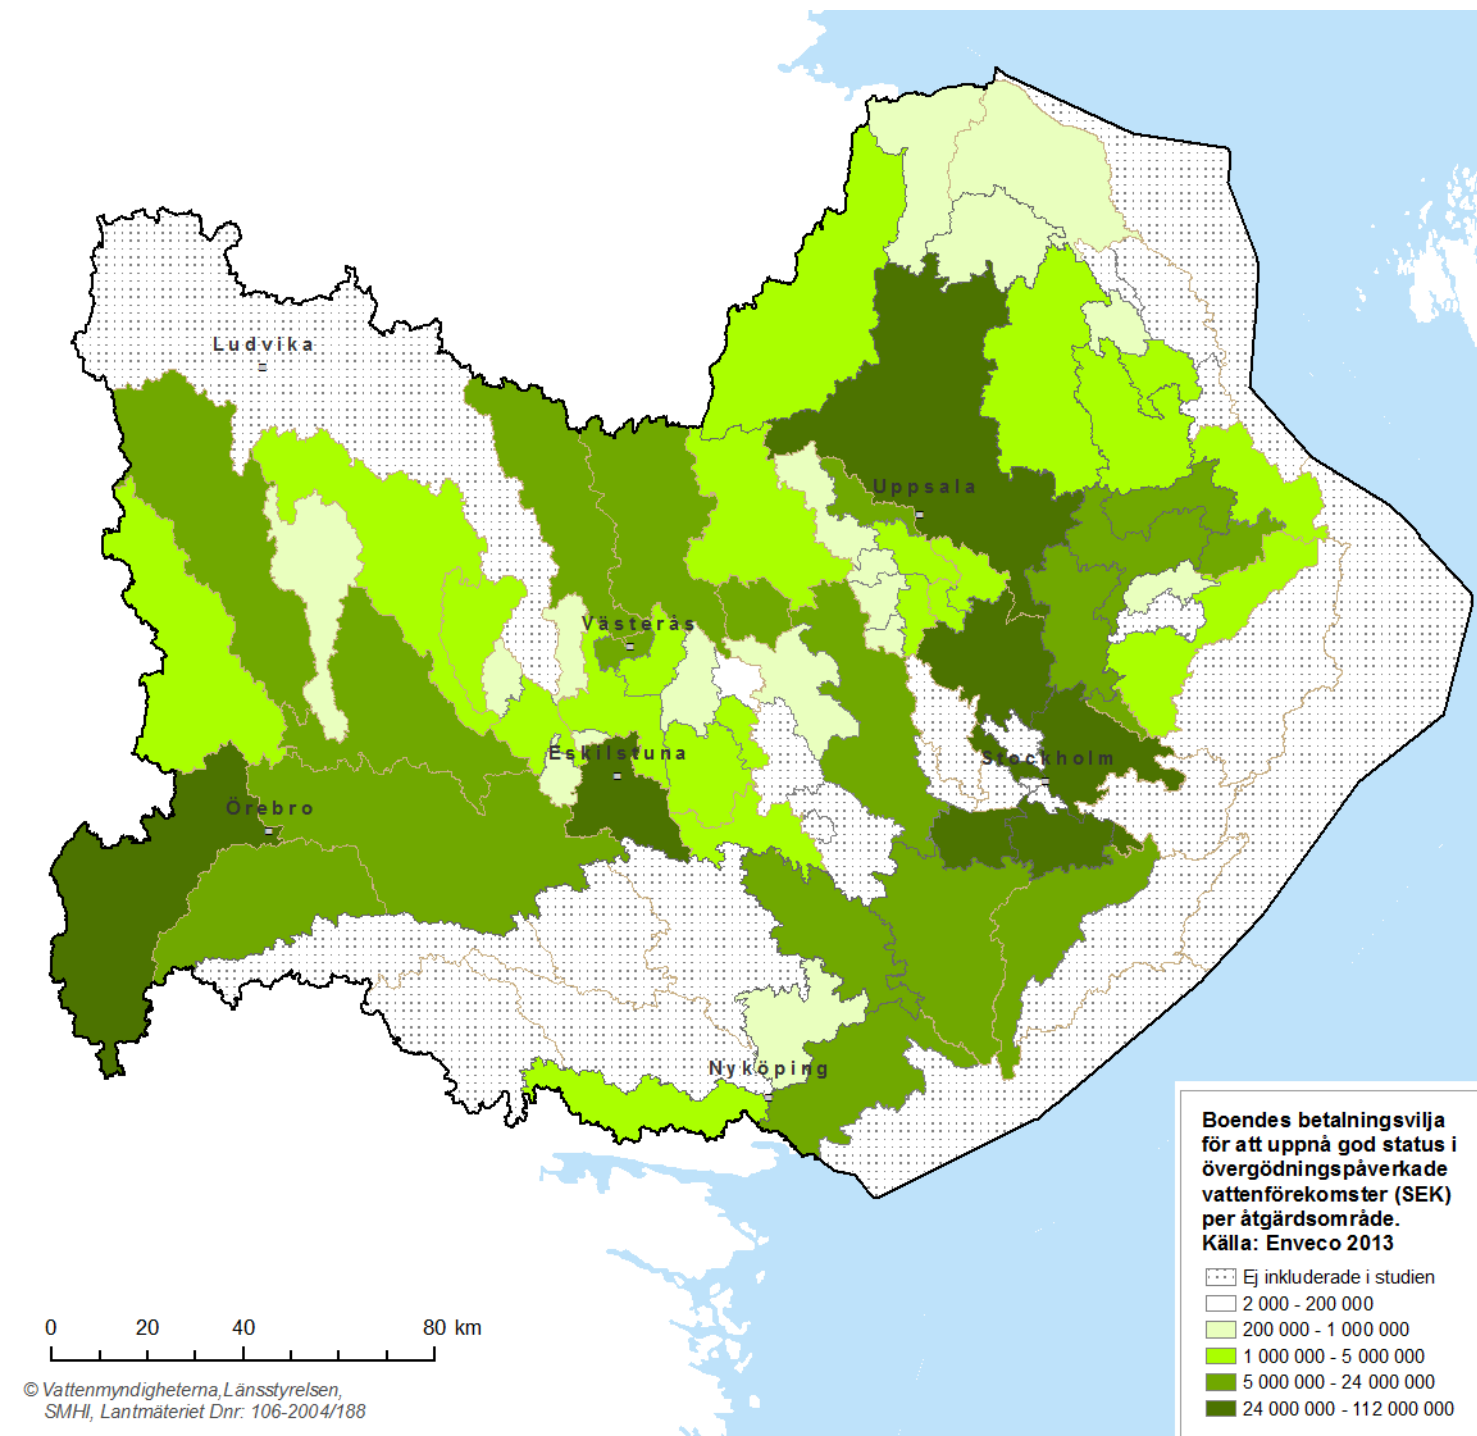 Ludvika
Uppsala
Västerås
Eskilstuna
Stockholm
Örebro
Nyköping
Boendes betalningsvilja
för att uppnå god status i
övergödningspåverkade
vattenförekomster (SEK)
per åtgärdsområde.
Källa: Enveco 2013
Ej inkluderade i studien
2 000 - 200 000
200 000 - 1 000 000
1 000 000 - 5 000 000
5 000 000 - 24 000 000
24 000 000 - 112 000 000
0 20 40 80 km
© Vattenmyndigheterna,Länsstyrelsen,
SMHI, Lantmäteriet Dnr: 106-2004/188